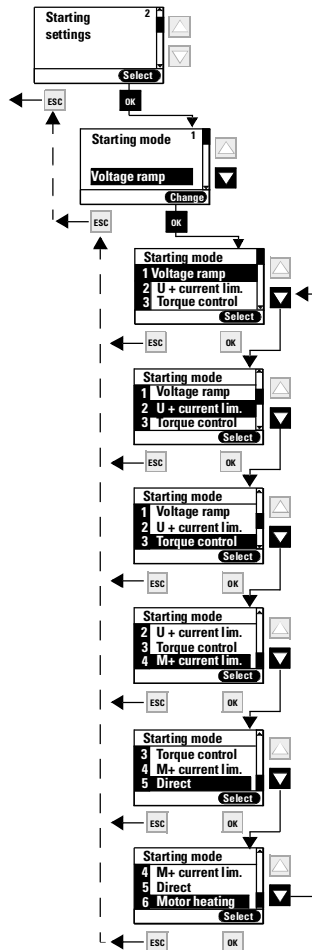 Starting
settings
2
Select
ESC
OK
Starting mode
1
Voltage ramp
Change
ESC
OK
Starting mode
1 Voltage ramp
2 U + current lim.
3 Torque control
Select
ESC
OK
Starting mode
1 Voltage ramp
2 U + current lim.
3 Torque control
Select
ESC
OK
Starting mode
1 Voltage ramp
2 U + current lim.
3 Torque control
Select
ESC
OK
Starting mode
2 U + current lim.
3 Torque control
4 M+ current lim.
Select
ESC
OK
Starting mode
3 Torque control
4 M+ current lim.
5 Direct
Select
ESC
OK
Starting mode
4 M+ current lim.
5 Direct
6 Motor heating
Select
ESC
OK